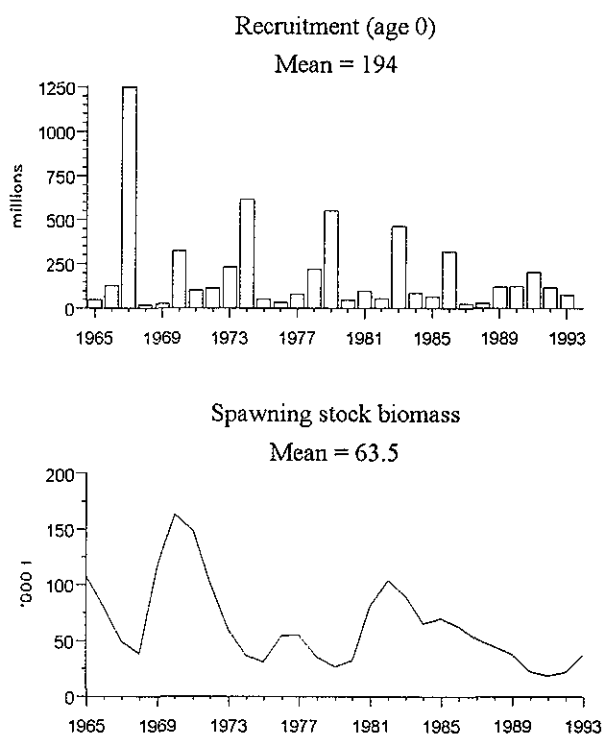 Recruitment (age 0)
Mean = 194
millions
1250
1000
750
500
250
0
1965 1969 1973 1977 1981 1985 1989 1993
Spawning stock biomass
Mean = 63.5
'000 t
200
150
100
50
0
1965 1969 1973 1977 1981 1985 1989 1993